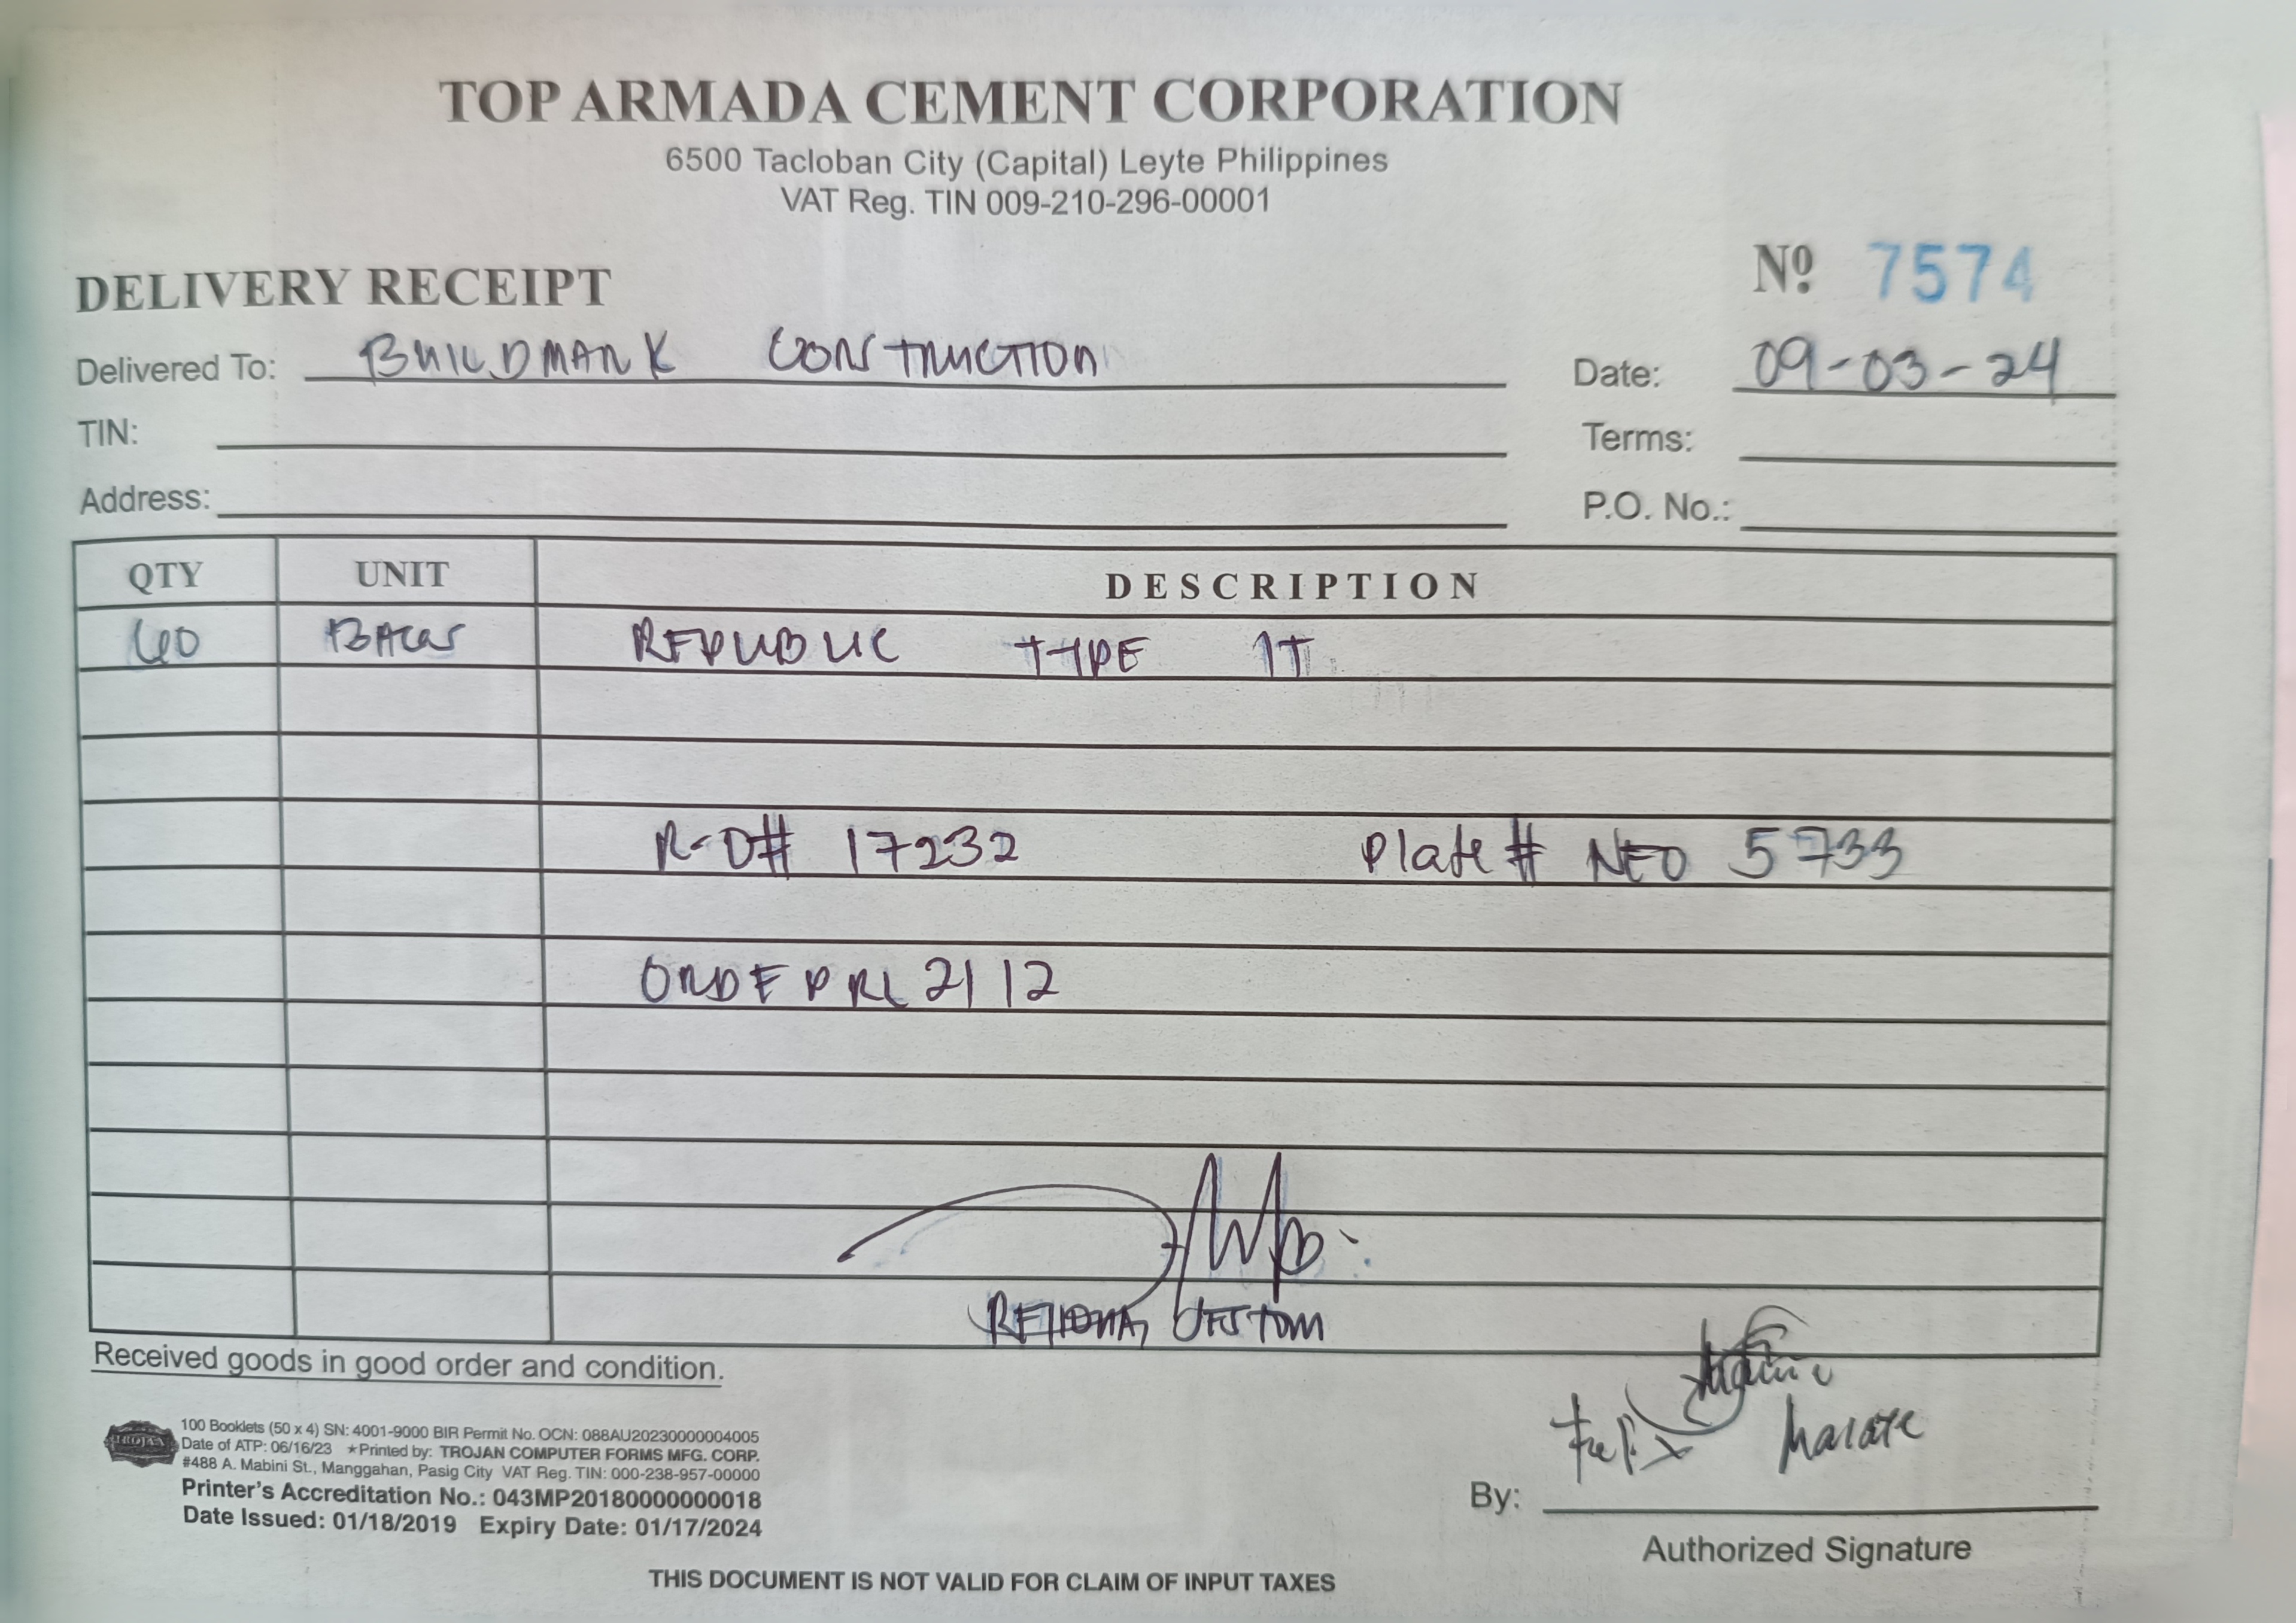 TOP ARMADA CEMENT CORPORATION
6500 Tacloban City (Capital) Leyte Philippines
VAT Reg. TIN 009-210-296-00001
DELIVERY RECEIPT Nº 7574
Delivered To: BUILDMARK CONSTRUCTION Date: 09-03-24
TIN: Terms:
Address: P.O. No.:
QTY UNIT DESCRIPTION
BAGS REPUBLIC TYPE 1T
R-O# 17232 Plate # NEO 5733
2112
Received goods in good order and condition.
Felix
100 Booklets (50 x 4) SN: 4001-9000 BIR Permit No. OCN: 088AU20230000004005
Date of ATP: 06/16/23 ★Printed by: TROJAN COMPUTER FORMS MFG. CORP.
TROJAN
#488 A. Mabini St., Manggahan, Pasig City VAT Reg. TIN: 000-238-957-00000
Printer's Accreditation No.: 043MP20180000000018
Date Issued: 01/18/2019 Expiry Date: 01/17/2024
By:
Authorized Signature
THIS DOCUMENT IS NOT VALID FOR CLAIM OF INPUT TAXES